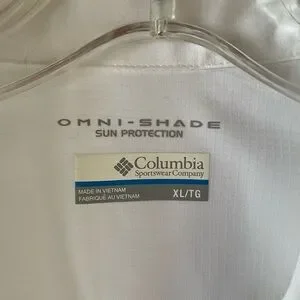 OMNI-SHADE
SUN PROTECTION
Columbia
Sportswear Company
MADE IN VIETNAM
FABRIQUÉ AU VIETNAM
XL/TG